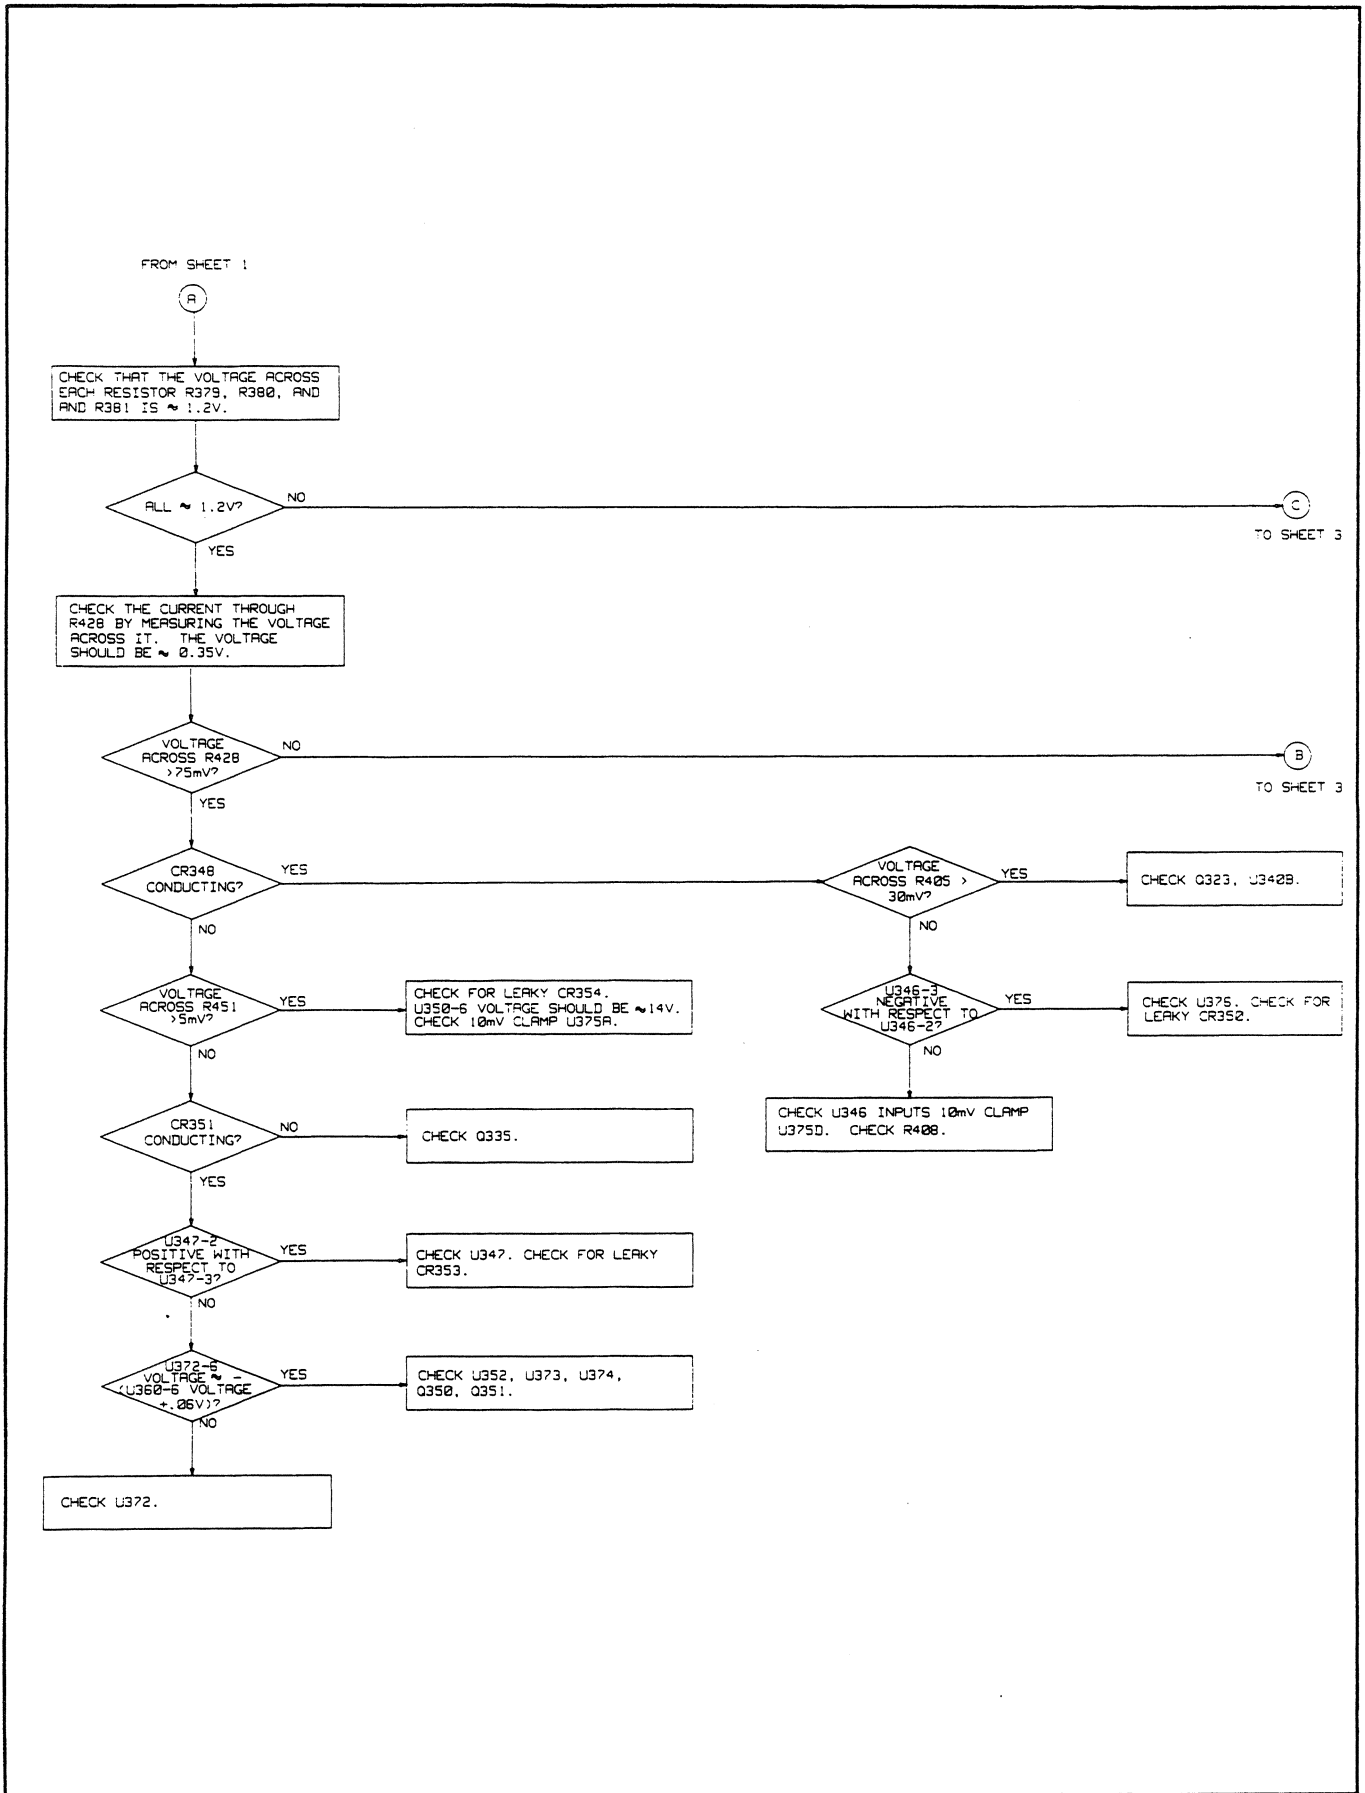 FROM SHEET 1
A
CHECK THAT THE VOLTAGE ACROSS
EACH RESISTOR R379, R380, AND
AND R381 IS ≈ 1.2V.
ALL ≈ 1.2V?
NO
C
TO SHEET 3
YES
CHECK THE CURRENT THROUGH
R428 BY MEASURING THE VOLTAGE
ACROSS IT. THE VOLTAGE
SHOULD BE ≈ 0.35V.
VOLTAGE
ACROSS R428
>75mV?
NO
B
TO SHEET 3
YES
CR348
CONDUCTING?
YES
VOLTAGE
ACROSS R405 >
30mV?
YES
CHECK Q323, U340B.
NO
NO
VOLTAGE
ACROSS R451
>5mV?
YES
CHECK FOR LEAKY CR354.
U350-6 VOLTAGE SHOULD BE ≈14V.
CHECK 10mV CLAMP U375A.
U346-3
NEGATIVE
WITH RESPECT TO
U346-2?
YES
CHECK U375. CHECK FOR
LEAKY CR352.
NO
NO
CHECK U346 INPUTS 10mV CLAMP
U375D. CHECK R408.
CR351
CONDUCTING?
NO
CHECK Q335.
YES
U347-2
POSITIVE WITH
RESPECT TO
U347-3?
YES
CHECK U347. CHECK FOR LEAKY
CR353.
NO
U372-6
VOLTAGE ≈ -
(U360-6 VOLTAGE
+.06V)?
YES
CHECK U352, U373, U374,
Q350, Q351.
NO
CHECK U372.